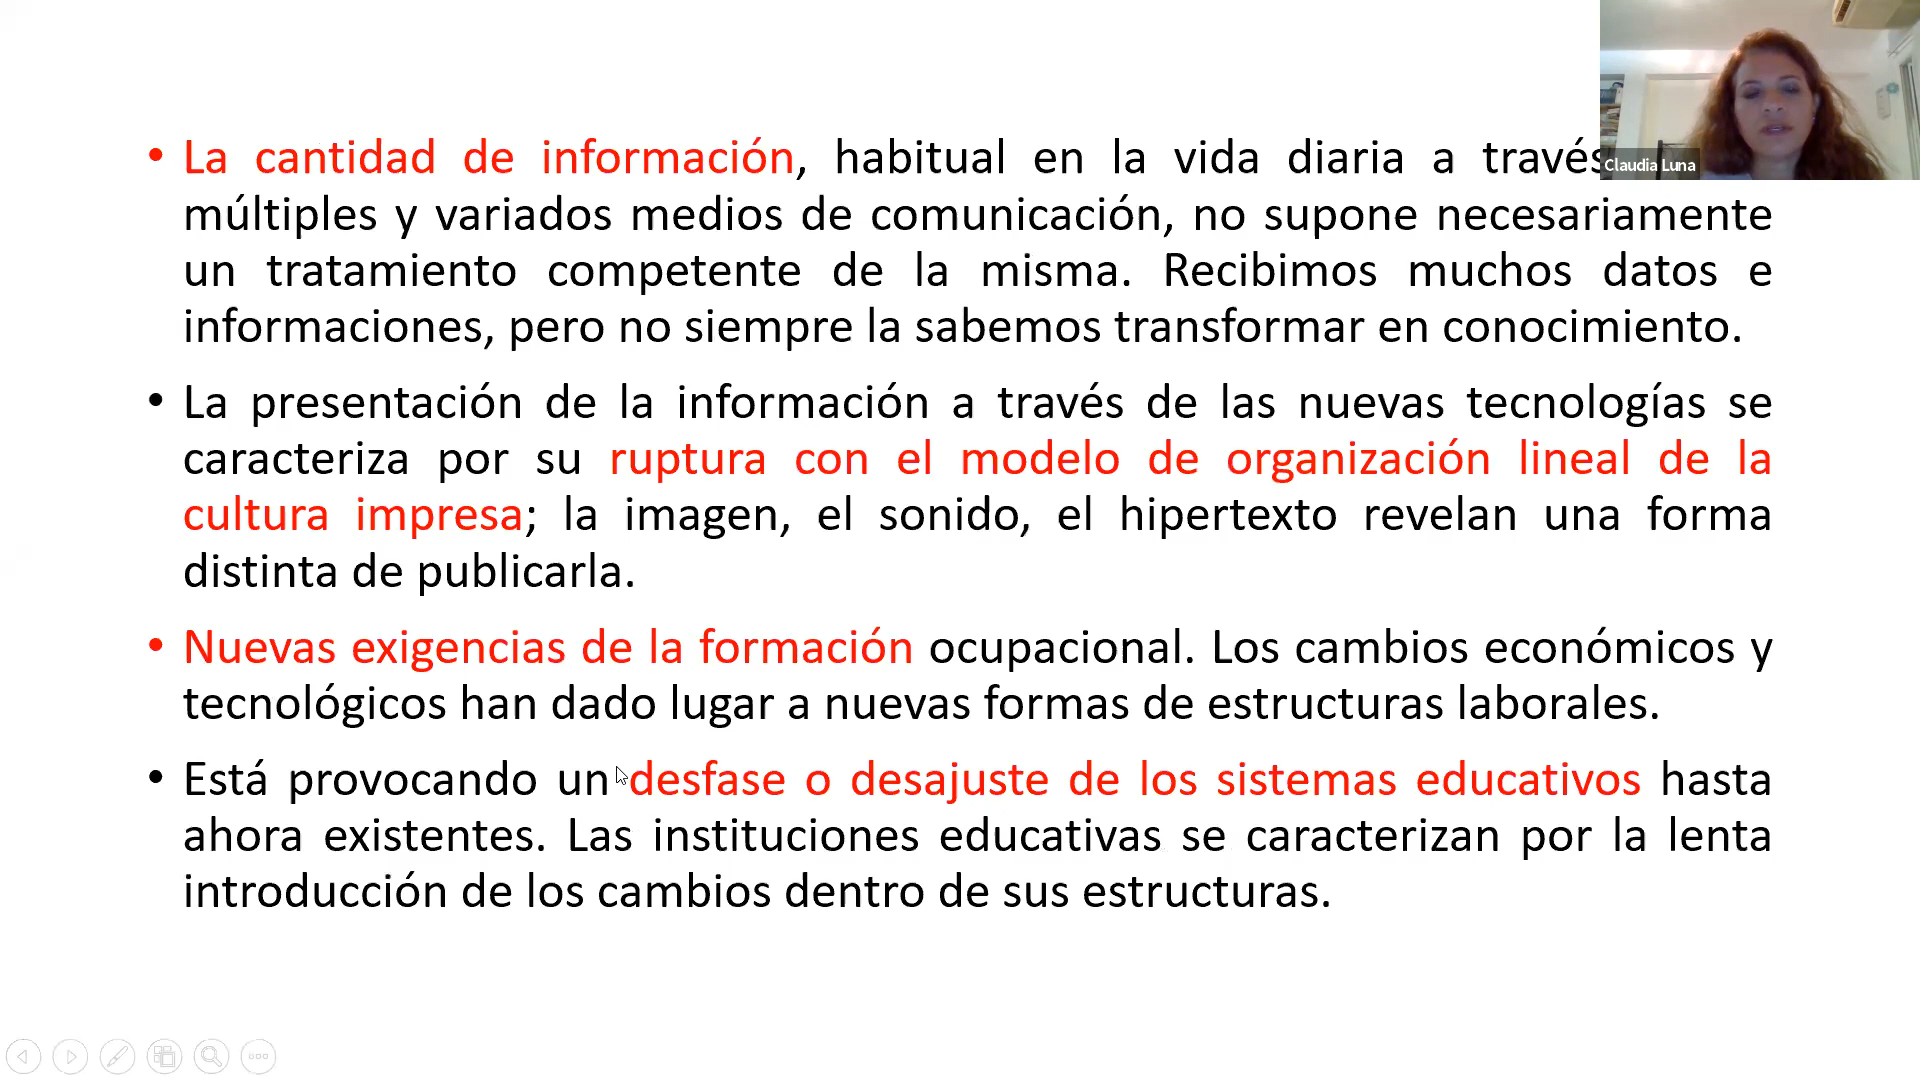 • La cantidad de información, habitual en la vida diaria a través
Claudia Luna
múltiples y variados medios de comunicación, no supone necesariamente
un tratamiento competente de la misma. Recibimos muchos datos e
informaciones, pero no siempre la sabemos transformar en conocimiento.
• La presentación de la información a través de las nuevas tecnologías se
caracteriza por su ruptura con el modelo de organización lineal de la
cultura impresa; la imagen, el sonido, el hipertexto revelan una forma
distinta de publicarla.
• Nuevas exigencias de la formación ocupacional. Los cambios económicos y
tecnológicos han dado lugar a nuevas formas de estructuras laborales.
• Está provocando un desfase o desajuste de los sistemas educativos hasta
ahora existentes. Las instituciones educativas se caracterizan por la lenta
introducción de los cambios dentro de sus estructuras.